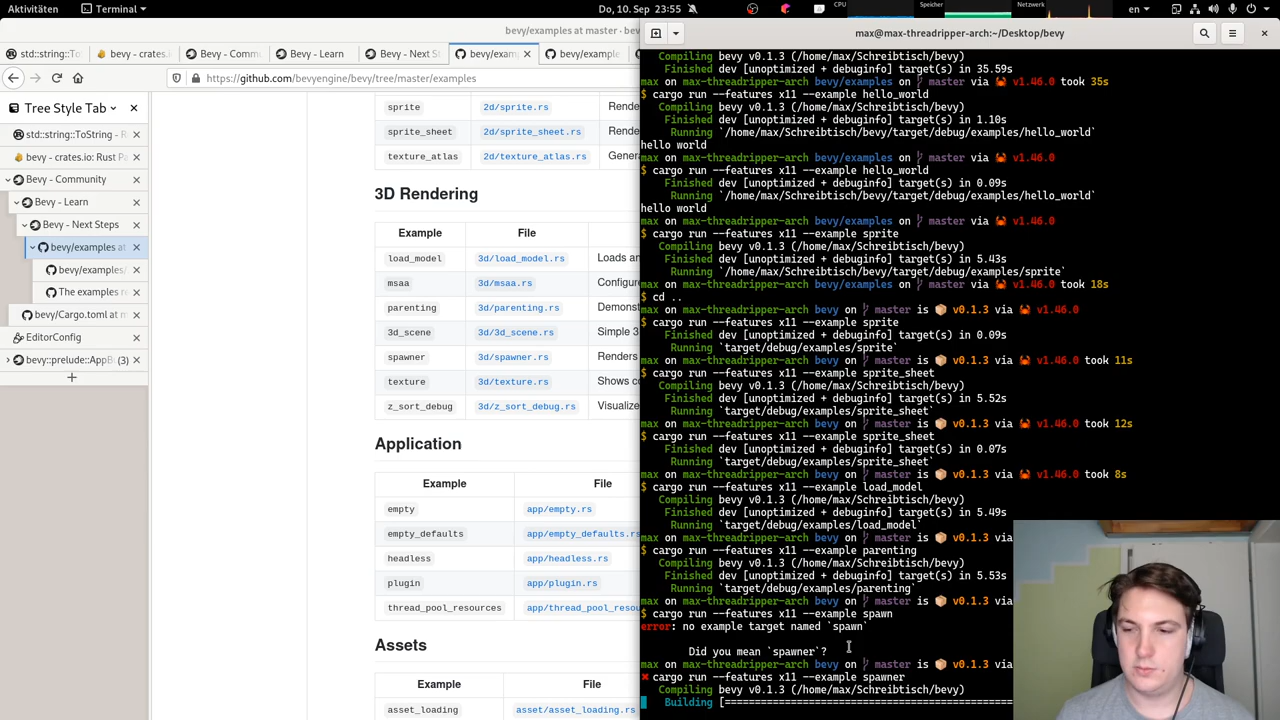 Aktivitäten
Terminal
Do, 10. Sep 23:55
CPU
Speicher
Netzwerk
en
bevy/examples at master
std::string::To
bevy - crates.i
Bevy - Commu
Bevy - Learn
Bevy - Next S
bevy/exam
bevy/examples
https://github.com/bevyengine/bevy/tree/master/examples
Tree Style Tab
std::string::ToString - R
bevy - crates.io: Rust Pa
Bevy - Community
Bevy - Learn
Bevy - Next Steps
bevy/examples at
bevy/examples/
The examples r
bevy/Cargo.toml at m
EditorConfig
bevy::prelude::AppB (3)
sprite 2d/sprite.rs Render
sprite_sheet 2d/sprite_sheet.rs Render
texture_atlas 2d/texture_atlas.rs Gener
3D Rendering
Example File
load_model 3d/load_model.rs Loads an
msaa 3d/msaa.rs Configur
parenting 3d/parenting.rs Demonst
3d_scene 3d/3d_scene.rs Simple 3
spawner 3d/spawner.rs Renders
texture 3d/texture.rs Shows co
z_sort_debug 3d/z_sort_debug.rs Visualize
Application
Example File
empty app/empty.rs
empty_defaults app/empty_defaults.rs
headless app/headless.rs
plugin app/plugin.rs
thread_pool_resources app/thread_pool_resou
Assets
Example File
asset_loading asset/asset_loading.rs
max@max-threadripper-arch:~/Desktop/bevy
Compiling bevy v0.1.3 (/home/max/Schreibtisch/bevy)
Finished dev [unoptimized + debuginfo] target(s) in 35.59s
max on max-threadripper-arch bevy/examples on master via 🦀 v1.46.0 took 35s
$ cargo run --features x11 --example hello_world
Compiling bevy v0.1.3 (/home/max/Schreibtisch/bevy)
Finished dev [unoptimized + debuginfo] target(s) in 1.10s
Running `/home/max/Schreibtisch/bevy/target/debug/examples/hello_world`
hello world
max on max-threadripper-arch bevy/examples on master via 🦀 v1.46.0
$ cargo run --features x11 --example hello_world
Finished dev [unoptimized + debuginfo] target(s) in 0.09s
Running `/home/max/Schreibtisch/bevy/target/debug/examples/hello_world`
hello world
max on max-threadripper-arch bevy/examples on master via 🦀 v1.46.0
$ cargo run --features x11 --example sprite
Compiling bevy v0.1.3 (/home/max/Schreibtisch/bevy)
Finished dev [unoptimized + debuginfo] target(s) in 5.43s
Running `/home/max/Schreibtisch/bevy/target/debug/examples/sprite`
max on max-threadripper-arch bevy/examples on master via 🦀 v1.46.0 took 18s
$ cd ..
max on max-threadripper-arch bevy on master is 📦 v0.1.3 via 🦀 v1.46.0
$ cargo run --features x11 --example sprite
Finished dev [unoptimized + debuginfo] target(s) in 0.09s
Running `target/debug/examples/sprite`
max on max-threadripper-arch bevy on master is 📦 v0.1.3 via 🦀 v1.46.0 took 11s
$ cargo run --features x11 --example sprite_sheet
Compiling bevy v0.1.3 (/home/max/Schreibtisch/bevy)
Finished dev [unoptimized + debuginfo] target(s) in 5.52s
Running `target/debug/examples/sprite_sheet`
max on max-threadripper-arch bevy on master is 📦 v0.1.3 via 🦀 v1.46.0 took 12s
$ cargo run --features x11 --example sprite_sheet
Finished dev [unoptimized + debuginfo] target(s) in 0.07s
Running `target/debug/examples/sprite_sheet`
max on max-threadripper-arch bevy on master is 📦 v0.1.3 via 🦀 v1.46.0 took 8s
$ cargo run --features x11 --example load_model
Compiling bevy v0.1.3 (/home/max/Schreibtisch/bevy)
Finished dev [unoptimized + debuginfo] target(s) in 5.49s
Running `target/debug/examples/load_model`
max on max-threadripper-arch bevy on master is 📦 v0.1.3 via
$ cargo run --features x11 --example parenting
Compiling bevy v0.1.3 (/home/max/Schreibtisch/bevy)
Finished dev [unoptimized + debuginfo] target(s) in 5.53s
Running `target/debug/examples/parenting`
max on max-threadripper-arch bevy on master is 📦 v0.1.3 via
$ cargo run --features x11 --example spawn
error: no example target named `spawn`
Did you mean `spawner`?
max on max-threadripper-arch bevy on master is 📦 v0.1.3 via
✖ cargo run --features x11 --example spawner
Compiling bevy v0.1.3 (/home/max/Schreibtisch/bevy)
Building [================================================